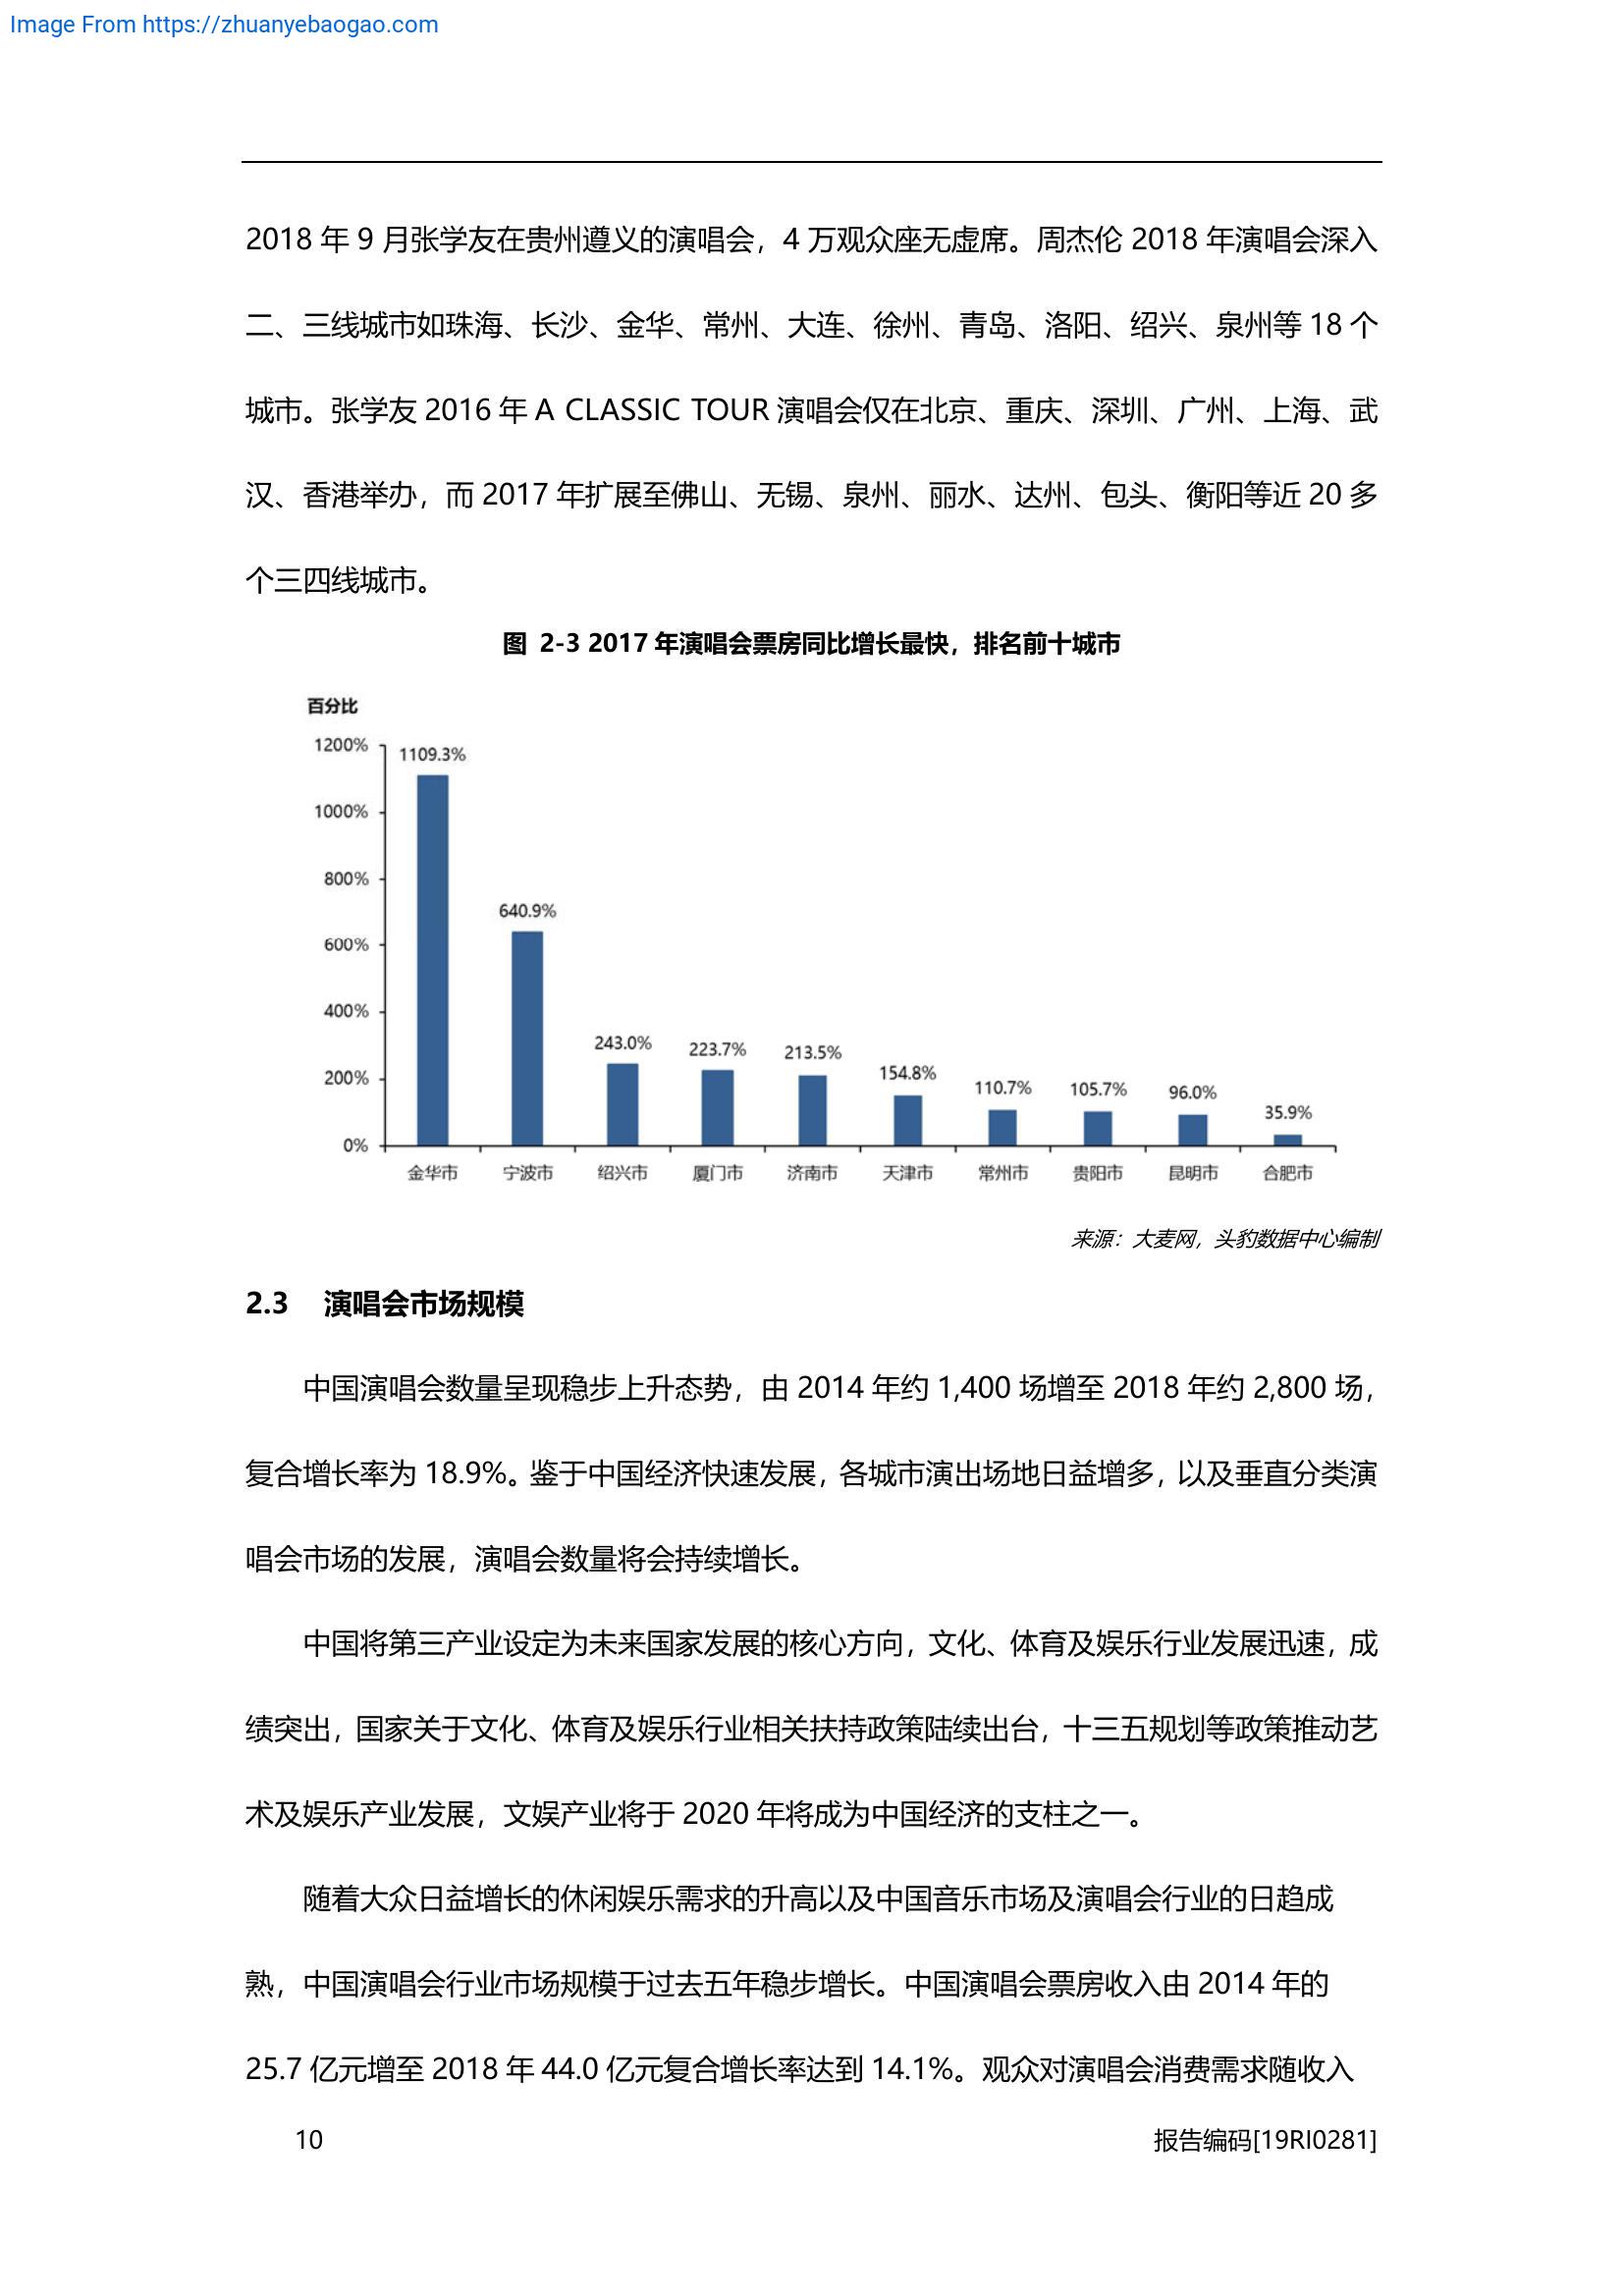 Image From https://zhuanyebaogao.com
2018 年 9 月张学友在贵州遵义的演唱会，4 万观众座无虚席。周杰伦 2018 年演唱会深入
二、三线城市如珠海、长沙、金华、常州、大连、徐州、青岛、洛阳、绍兴、泉州等 18 个
城市。张学友 2016 年 A CLASSIC TOUR 演唱会仅在北京、重庆、深圳、广州、上海、武
汉、香港举办，而 2017 年扩展至佛山、无锡、泉州、丽水、达州、包头、衡阳等近 20 多
个三四线城市。
图 2-3 2017 年演唱会票房同比增长最快，排名前十城市
百分比
1200%
1000%
800%
600%
400%
200%
0%
1109.3%
640.9%
243.0%
223.7%
213.5%
154.8%
110.7%
105.7%
96.0%
35.9%
金华市
宁波市
绍兴市
厦门市
济南市
天津市
常州市
贵阳市
昆明市
合肥市
来源：大麦网，头豹数据中心编制
2.3 演唱会市场规模
中国演唱会数量呈现稳步上升态势，由 2014 年约 1,400 场增至 2018 年约 2,800 场，
复合增长率为 18.9%。鉴于中国经济快速发展，各城市演出场地日益增多，以及垂直分类演
唱会市场的发展，演唱会数量将会持续增长。
中国将第三产业设定为未来国家发展的核心方向，文化、体育及娱乐行业发展迅速，成
绩突出，国家关于文化、体育及娱乐行业相关扶持政策陆续出台，十三五规划等政策推动艺
术及娱乐产业发展，文娱产业将于 2020 年将成为中国经济的支柱之一。
随着大众日益增长的休闲娱乐需求的升高以及中国音乐市场及演唱会行业的日趋成
熟，中国演唱会行业市场规模于过去五年稳步增长。中国演唱会票房收入由 2014 年的
25.7 亿元增至 2018 年 44.0 亿元复合增长率达到 14.1%。观众对演唱会消费需求随收入
10
报告编码[19RI0281]